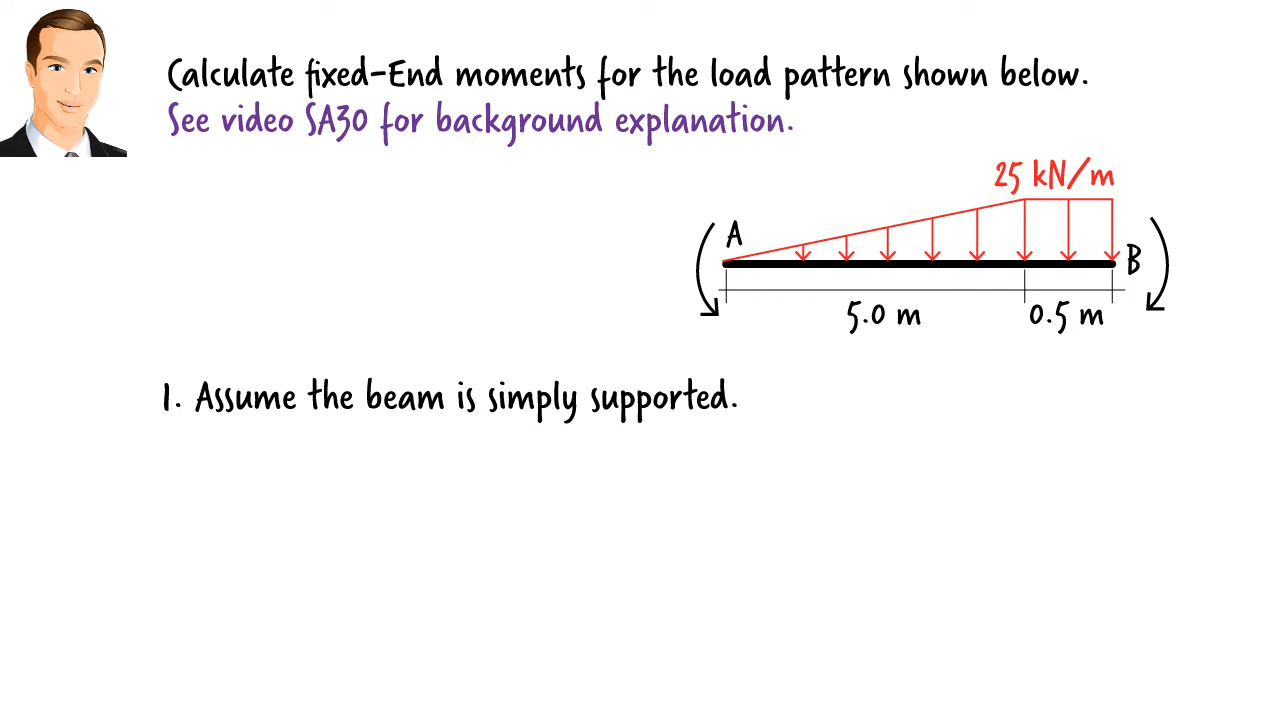 Calculate fixed-End moments for the load pattern shown below.
See video SA30 for background explanation.
25 kN/m
A
B
5.0 m
0.5 m
1. Assume the beam is simply supported.